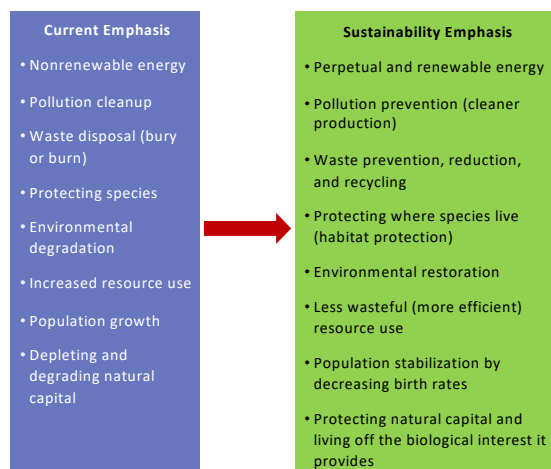 Current Emphasis
• Nonrenewable energy
• Pollution cleanup
• Waste disposal (bury
or burn)
• Protecting species
• Environmental
degradation
• Increased resource use
• Population growth
• Depleting and
degrading natural
capital
Sustainability Emphasis
• Perpetual and renewable energy
• Pollution prevention (cleaner
production)
• Waste prevention, reduction,
and recycling
• Protecting where species live
(habitat protection)
• Environmental restoration
• Less wasteful (more efficient)
resource use
• Population stabilization by
decreasing birth rates
• Protecting natural capital and
living off the biological interest it
provides